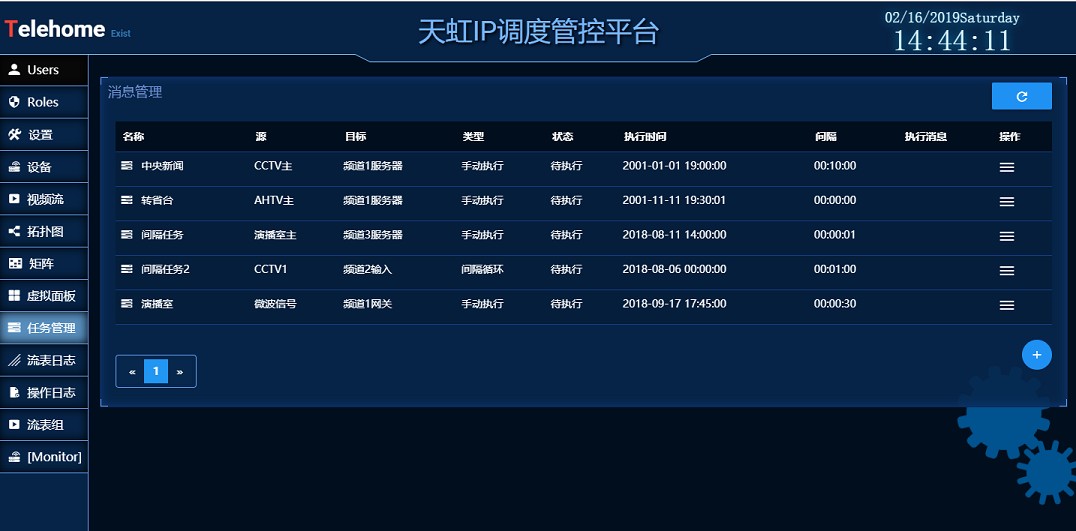 Telehome Exist
天虹IP调度管控平台
02/16/2019Saturday
14:44:11
Users
Roles
设置
设备
视频流
拓扑图
矩阵
虚拟面板
任务管理
流表日志
操作日志
流表组
[Monitor]
消息管理
名称 源 目标 类型 状态 执行时间 间隔 执行消息 操作
中央新闻 CCTV主 频道1服务器 手动执行 待执行 2001-01-01 19:00:00 00:10:00
转省台 AHTV主 频道1服务器 手动执行 待执行 2001-11-11 19:30:01 00:00:00
间隔任务 演播室主 频道3服务器 手动执行 待执行 2018-08-11 14:00:00 00:00:01
间隔任务2 CCTV1 频道2输入 间隔循环 待执行 2018-08-06 00:00:00 00:01:00
演播室 微波信号 频道1网关 手动执行 待执行 2018-09-17 17:45:00 00:00:30
« 1 »